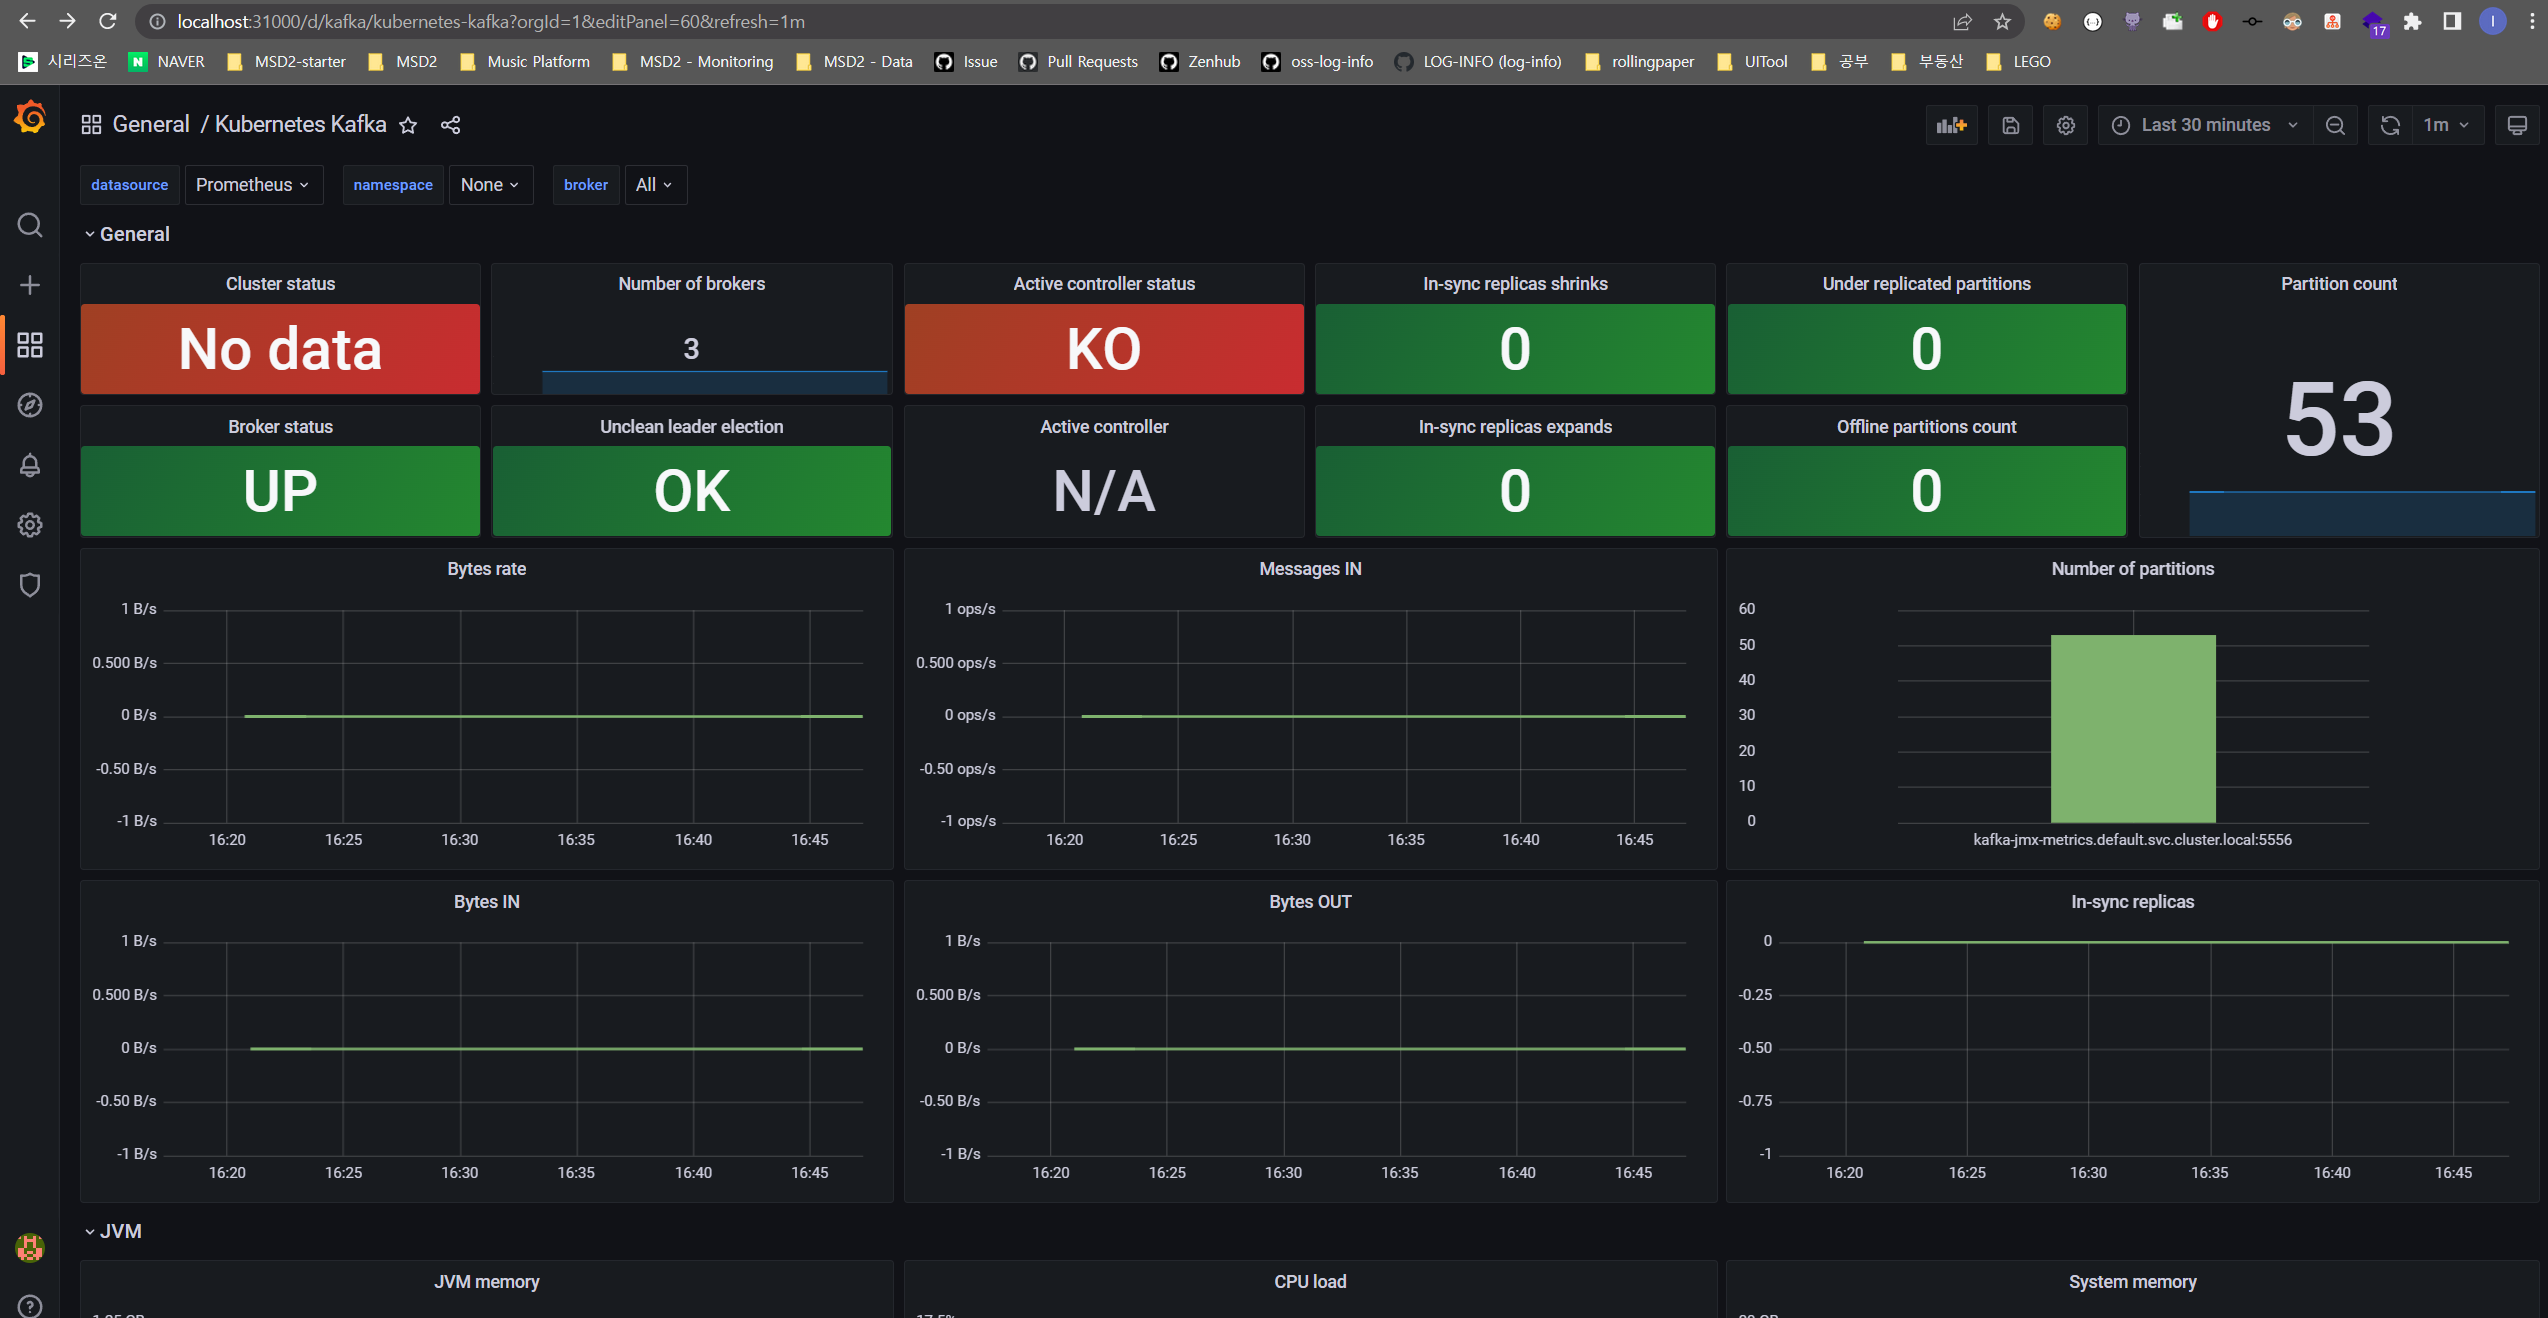 localhost:31000/d/kafka/kubernetes-kafka?orgId=1&editPanel=60&refresh=1m
17
I
시리즈온 NAVER MSD2-starter MSD2 Music Platform MSD2 - Monitoring MSD2 - Data Issue Pull Requests Zenhub oss-log-info LOG-INFO (log-info) rollingpaper UITool 공부 부동산 LEGO
General / Kubernetes Kafka
Last 30 minutes
1m
datasource Prometheus namespace None broker All
General
Cluster status Number of brokers Active controller status In-sync replicas shrinks Under replicated partitions Partition count
No data 3 KO 0 0 53
Broker status Unclean leader election Active controller In-sync replicas expands Offline partitions count
UP OK N/A 0 0
Bytes rate
1 B/s
0.500 B/s
0 B/s
-0.50 B/s
-1 B/s
16:20 16:25 16:30 16:35 16:40 16:45
Messages IN
1 ops/s
0.500 ops/s
0 ops/s
-0.50 ops/s
-1 ops/s
16:20 16:25 16:30 16:35 16:40 16:45
Number of partitions
60
50
40
30
20
10
0
kafka-jmx-metrics.default.svc.cluster.local:5556
Bytes IN
1 B/s
0.500 B/s
0 B/s
-0.50 B/s
-1 B/s
16:20 16:25 16:30 16:35 16:40 16:45
Bytes OUT
1 B/s
0.500 B/s
0 B/s
-0.50 B/s
-1 B/s
16:20 16:25 16:30 16:35 16:40 16:45
In-sync replicas
0
-0.25
-0.50
-0.75
-1
16:20 16:25 16:30 16:35 16:40 16:45
JVM
JVM memory CPU load System memory